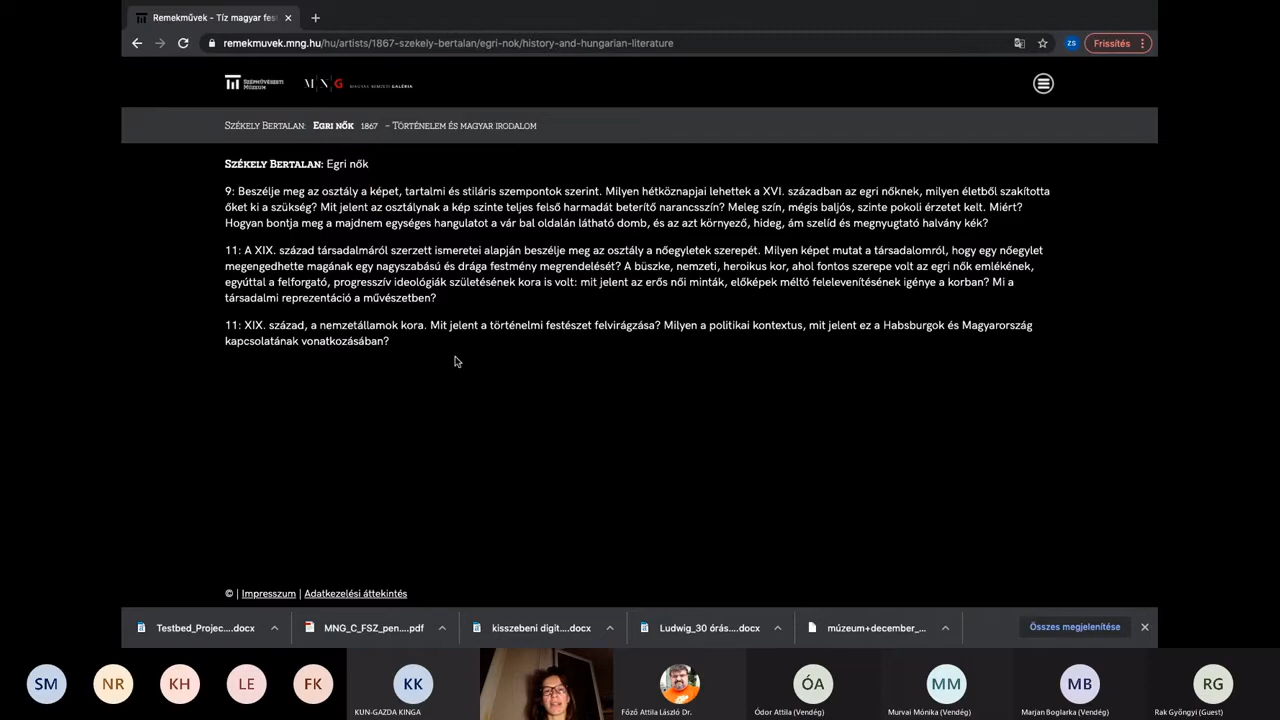 Remekművek - Tíz magyar fes
remekmuvek.mng.hu/hu/artists/1867-szekely-bertalan/egri-nok/history-and-hungarian-literature
ZS
Frissítés
SZÉPMŰVÉSZETI
MÚZEUM
M|N|G MAGYAR NEMZETI GALÉRIA
Székely Bertalan: Egri nők 1867 – Történelem és magyar irodalom
Székely Bertalan: Egri nők
9: Beszélje meg az osztály a képet, tartalmi és stiláris szempontok szerint. Milyen hétköznapjai lehettek a XVI. században az egri nőknek, milyen életből szakította
őket ki a szükség? Mit jelent az osztálynak a kép szinte teljes felső harmadát beterítő narancsszín? Meleg szín, mégis baljós, szinte pokoli érzetet kelt. Miért?
Hogyan bontja meg a majdnem egységes hangulatot a vár bal oldalán látható domb, és az azt környező, hideg, ám szelíd és megnyugtató halvány kék?
11: A XIX. század társadalmáról szerzett ismeretei alapján beszélje meg az osztály a nőegyletek szerepét. Milyen képet mutat a társadalomról, hogy egy nőegylet
megengedhette magának egy nagyszabású és drága festmény megrendelését? A büszke, nemzeti, heroikus kor, ahol fontos szerepe volt az egri nők emlékének,
egyúttal a felforgató, progresszív ideológiák születésének kora is volt: mit jelent az erős női minták, előképek méltó felelevenítésének igénye a korban? Mi a
társadalmi reprezentáció a művészetben?
11: XIX. század, a nemzetállamok kora. Mit jelent a történelmi festészet felvirágzása? Milyen a politikai kontextus, mit jelent ez a Habsburgok és Magyarország
kapcsolatának vonatkozásában?
© | Impresszum | Adatkezelési áttekintés
Testbed_Projec....docx
MNG_C_FSZ_pen....pdf
kisszebeni digit....docx
Ludwig_30 órás....docx
múzeum+december_...
Összes megjelenítése
SM
NR
KH
LE
FK
KK
ÓA
MM
MB
RG
KUN-GAZDA KINGA
Főző Attila László Dr.
Ódor Attila (Vendég)
Murvai Mónika (Vendég)
Marjan Boglarka (Vendég)
Rak Gyöngyi (Guest)